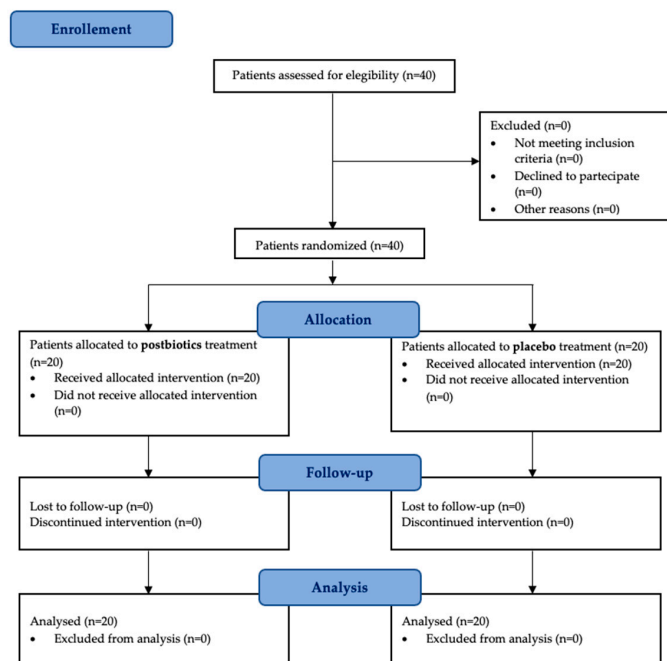 Enrollement
Patients assessed for elegibility (n=40)
Excluded (n=0)
• Not meeting inclusion
criteria (n=0)
• Declined to partecipate
(n=0)
• Other reasons (n=0)
Patients randomized (n=40)
Allocation
Patients allocated to postbiotics treatment
(n=20)
• Received allocated intervention (n=20)
• Did not receive allocated intervention
(n=0)
Patients allocated to placebo treatment (n=20)
• Received allocated intervention (n=20)
• Did not receive allocated intervention
(n=0)
Follow-up
Lost to follow-up (n=0)
Discontinued intervention (n=0)
Lost to follow-up (n=0)
Discontinued intervention (n=0)
Analysis
Analysed (n=20)
• Excluded from analysis (n=0)
Analysed (n=20)
• Excluded from analysis (n=0)